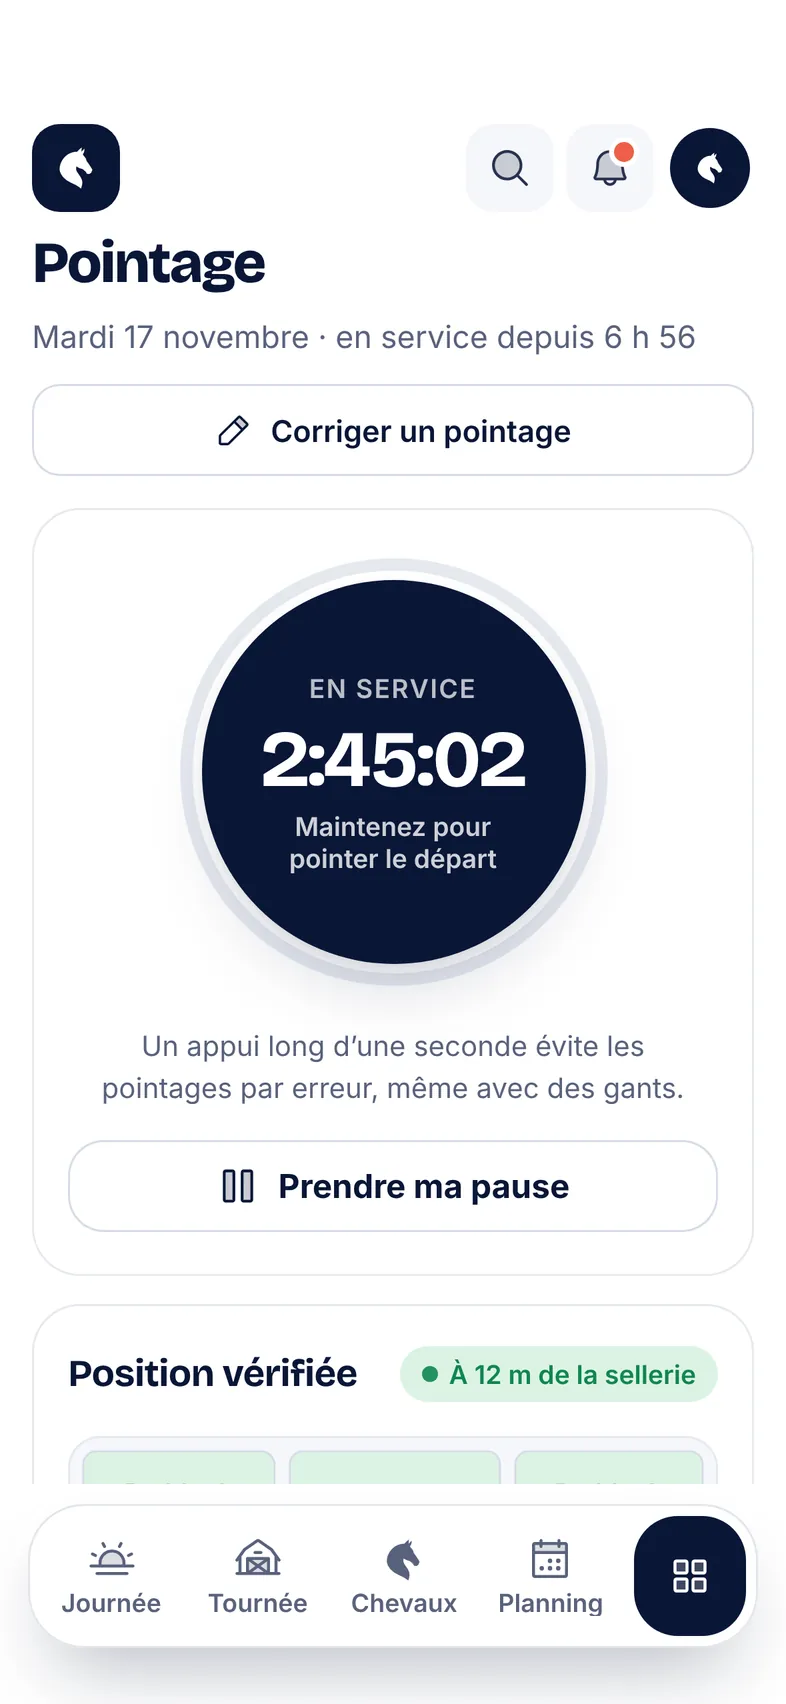 Pointage
Mardi 17 novembre · en service depuis 6 h 56
Corriger un pointage
EN SERVICE
2:45:02
Maintenez pour
pointer le départ
Un appui long d’une seconde évite les
pointages par erreur, même avec des gants.
Prendre ma pause
Position vérifiée
À 12 m de la sellerie
Journée
Tournée
Chevaux
Planning